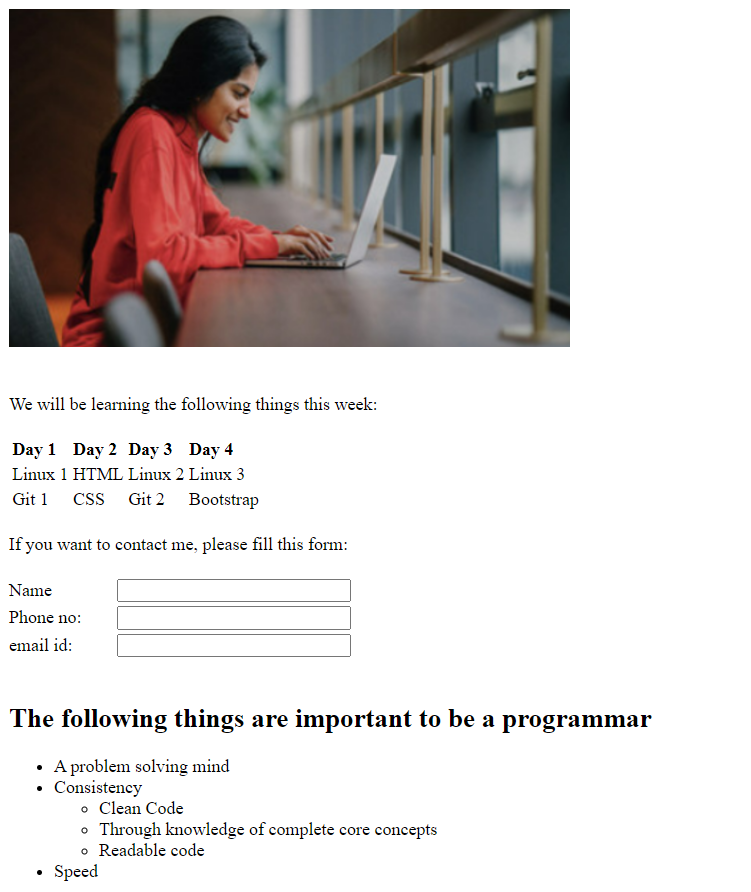 We will be learning the following things this week:
Day 1 Day 2 Day 3 Day 4
Linux 1 HTML Linux 2 Linux 3
Git 1 CSS Git 2 Bootstrap
If you want to contact me, please fill this form:
Name
Phone no:
email id:
The following things are important to be a programmar
A problem solving mind
Consistency
Clean Code
Through knowledge of complete core concepts
Readable code
Speed